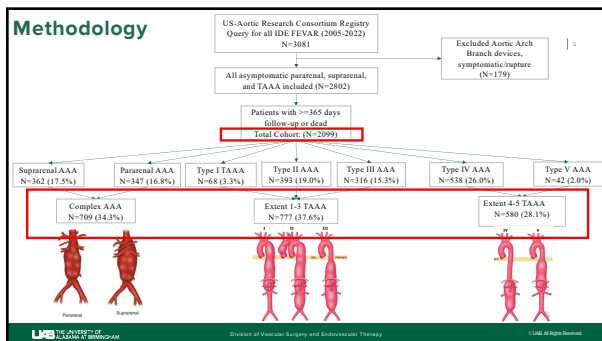 Methodology
US-Aortic Research Consortium Registry
Query for all IDE FEVAR (2005-2022)
N=3081
Excluded Aortic Arch
Branch devices,
symptomatic/rupture
(N=179)
5
All asymptomatic pararenal, suprarenal,
and TAAA included (N=2802)
Patients with >=365 days
follow-up or dead
Total Cohort: (N=2099)
Suprarenal AAA
N=362 (17.5%)
Pararenal AAA
N=347 (16.8%)
Type I TAAA
N=68 (3.3%)
Type II AAA
N=393 (19.0%)
Type III AAA
N=316 (15.3%)
Type IV AAA
N=538 (26.0%)
Type V AAA
N=42 (2.0%)
Complex AAA
N=709 (34.3%)
Extent 1-3 TAAA
N=777 (37.6%)
Extent 4-5 TAAA
N=580 (28.1%)
I
II
III
IV
V
Pararenal
Suprarenal
UAB THE UNIVERSITY OF
ALABAMA AT BIRMINGHAM
Division of Vascular Surgery and Endovascular Therapy
© UAB. All Rights Reserved.